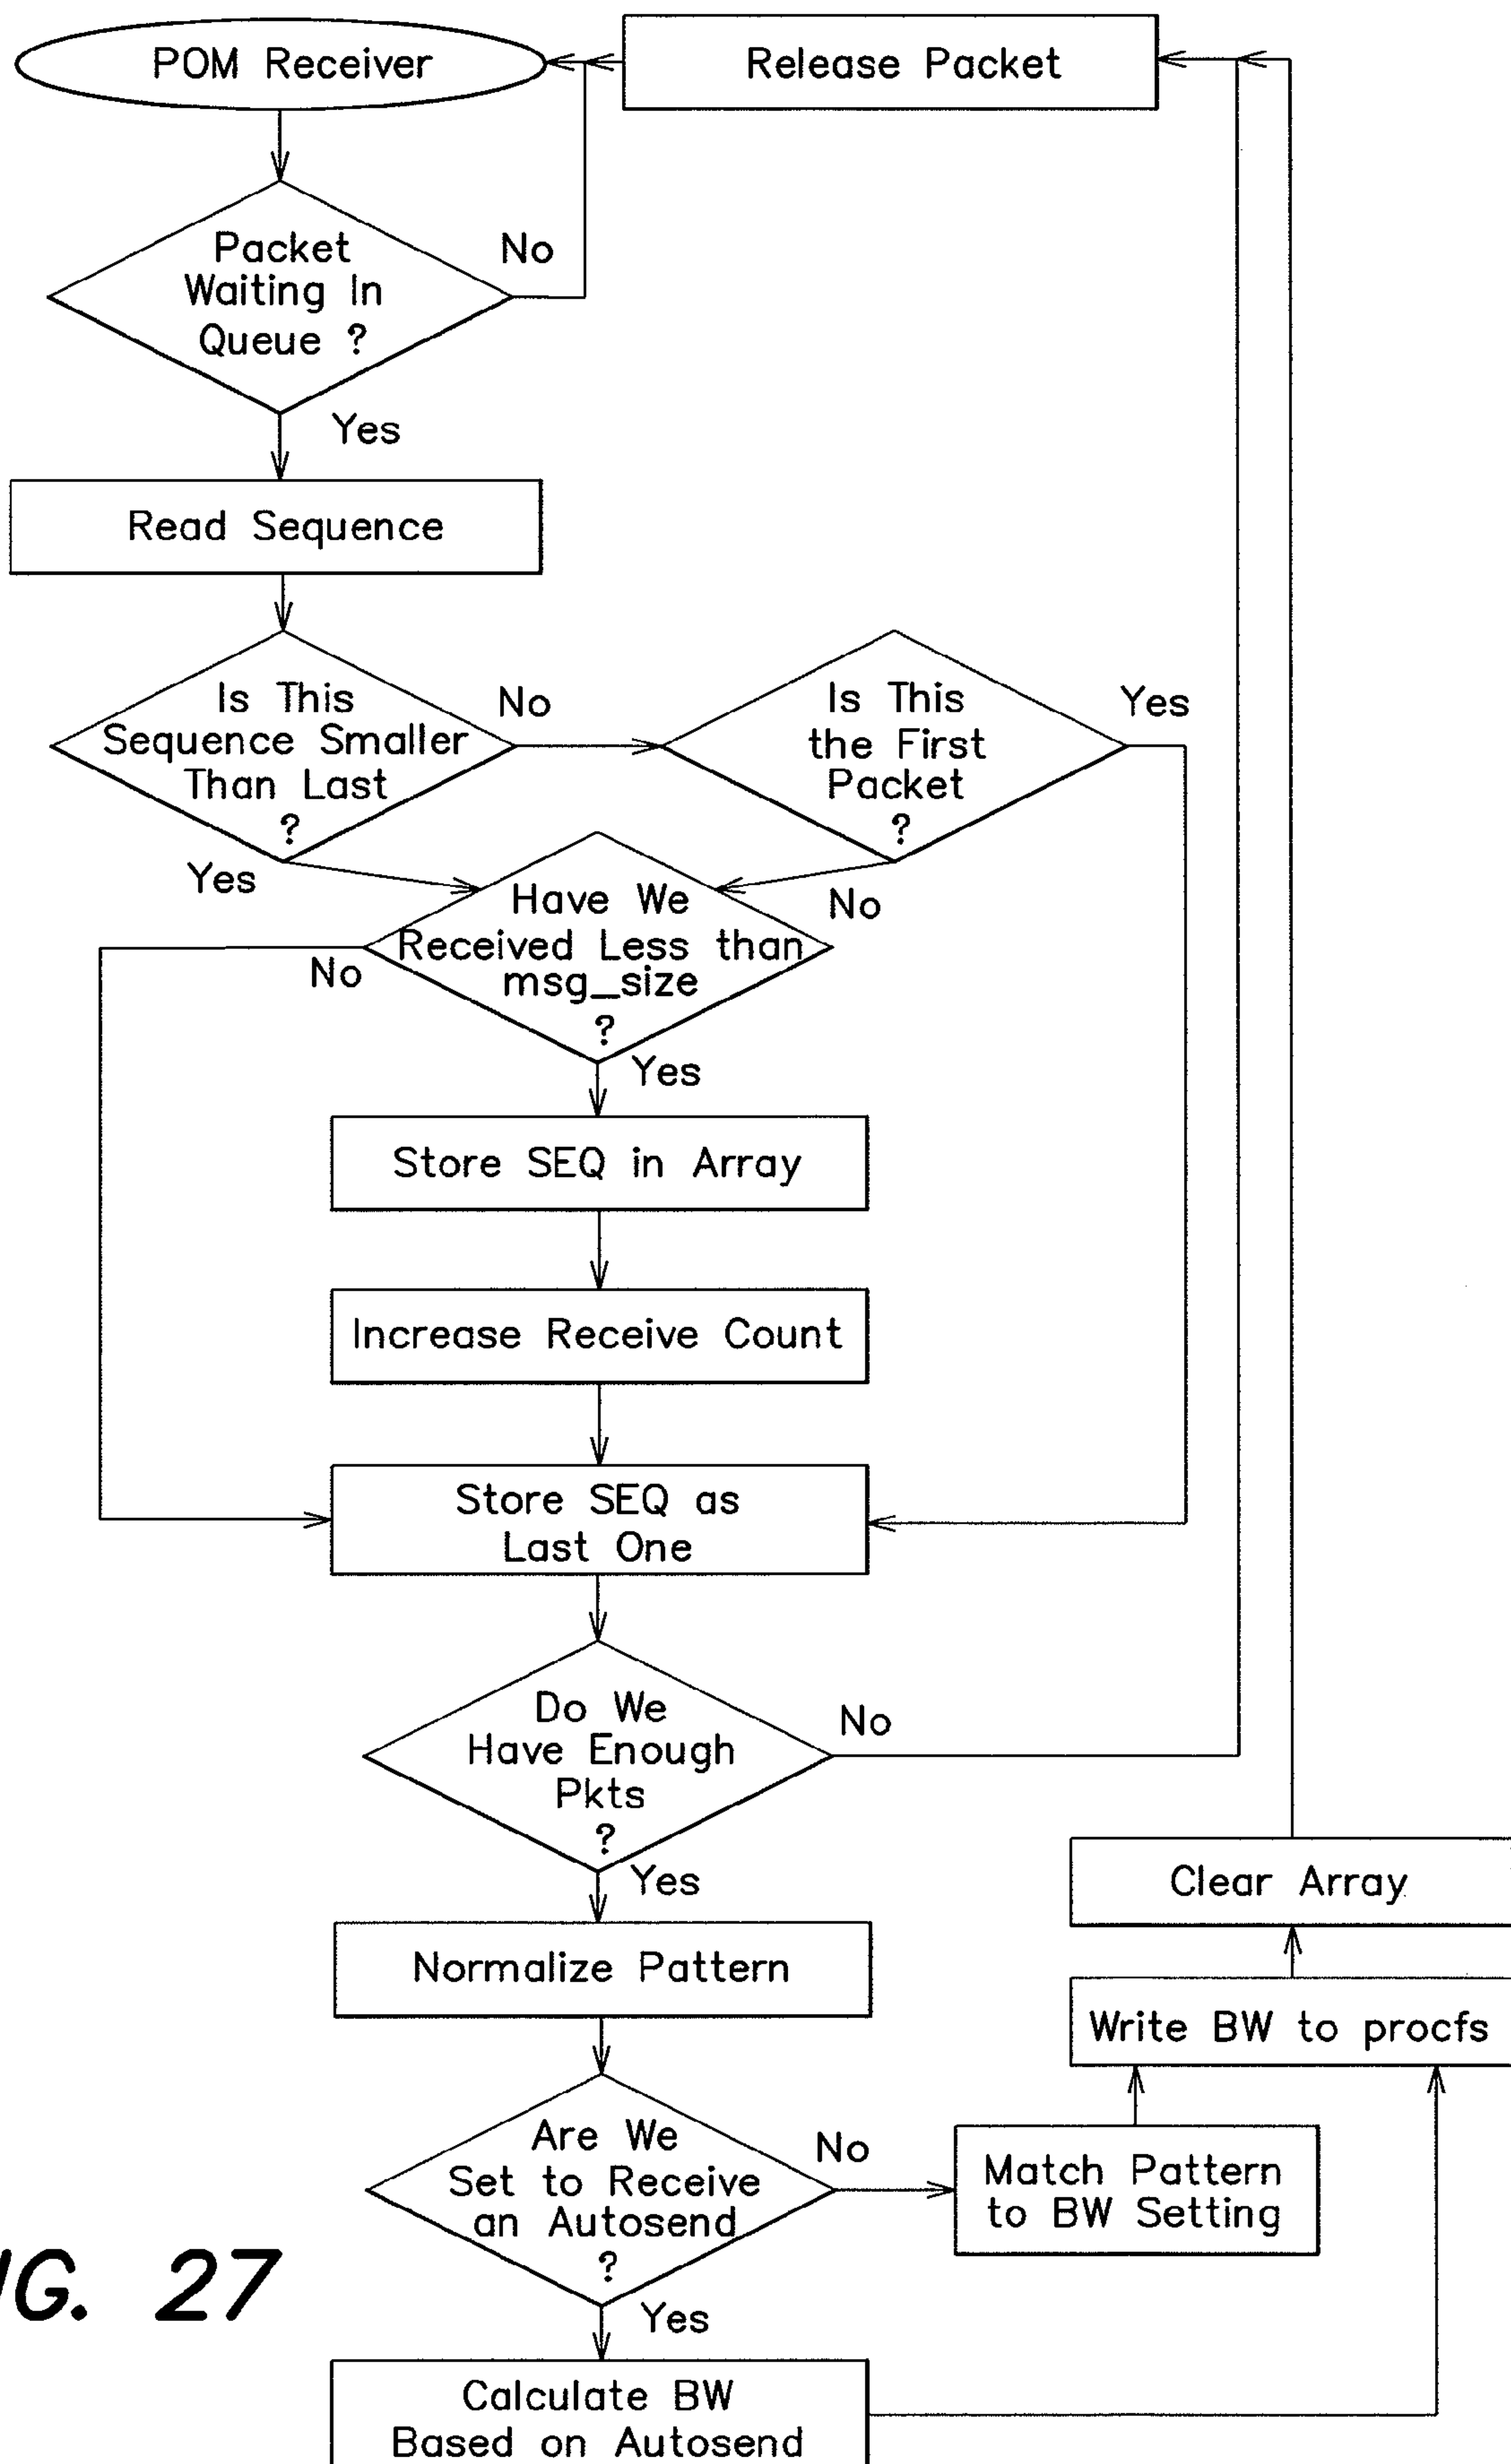 POM Receiver
Release Packet
Packet
Waiting In
Queue ?
No
Yes
Read Sequence
Is This
Sequence Smaller
Than Last
?
No
Is This
the First
Packet
?
Yes
Yes
Have We
Received Less than
msg_size
?
No
No
Yes
Store SEQ in Array
Increase Receive Count
Store SEQ as
Last One
Do We
Have Enough
Pkts
?
No
Yes
Clear Array
Normalize Pattern
Write BW to procfs
Are We
Set to Receive
an Autosend
?
No
Match Pattern
to BW Setting
Yes
Calculate BW
Based on Autosend
G. 27